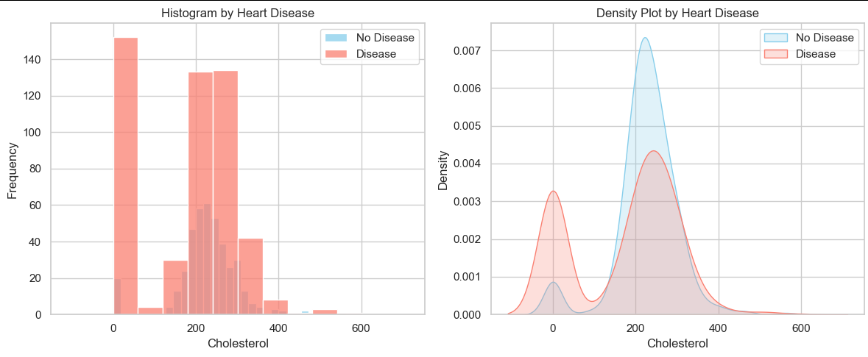 Histogram by Heart Disease
No Disease
Disease
140
120
100
80
60
40
20
0
Frequency
0
200
400
600
Cholesterol
Density Plot by Heart Disease
No Disease
Disease
0.007
0.006
0.005
0.004
0.003
0.002
0.001
0.000
Density
0
200
400
600
Cholesterol